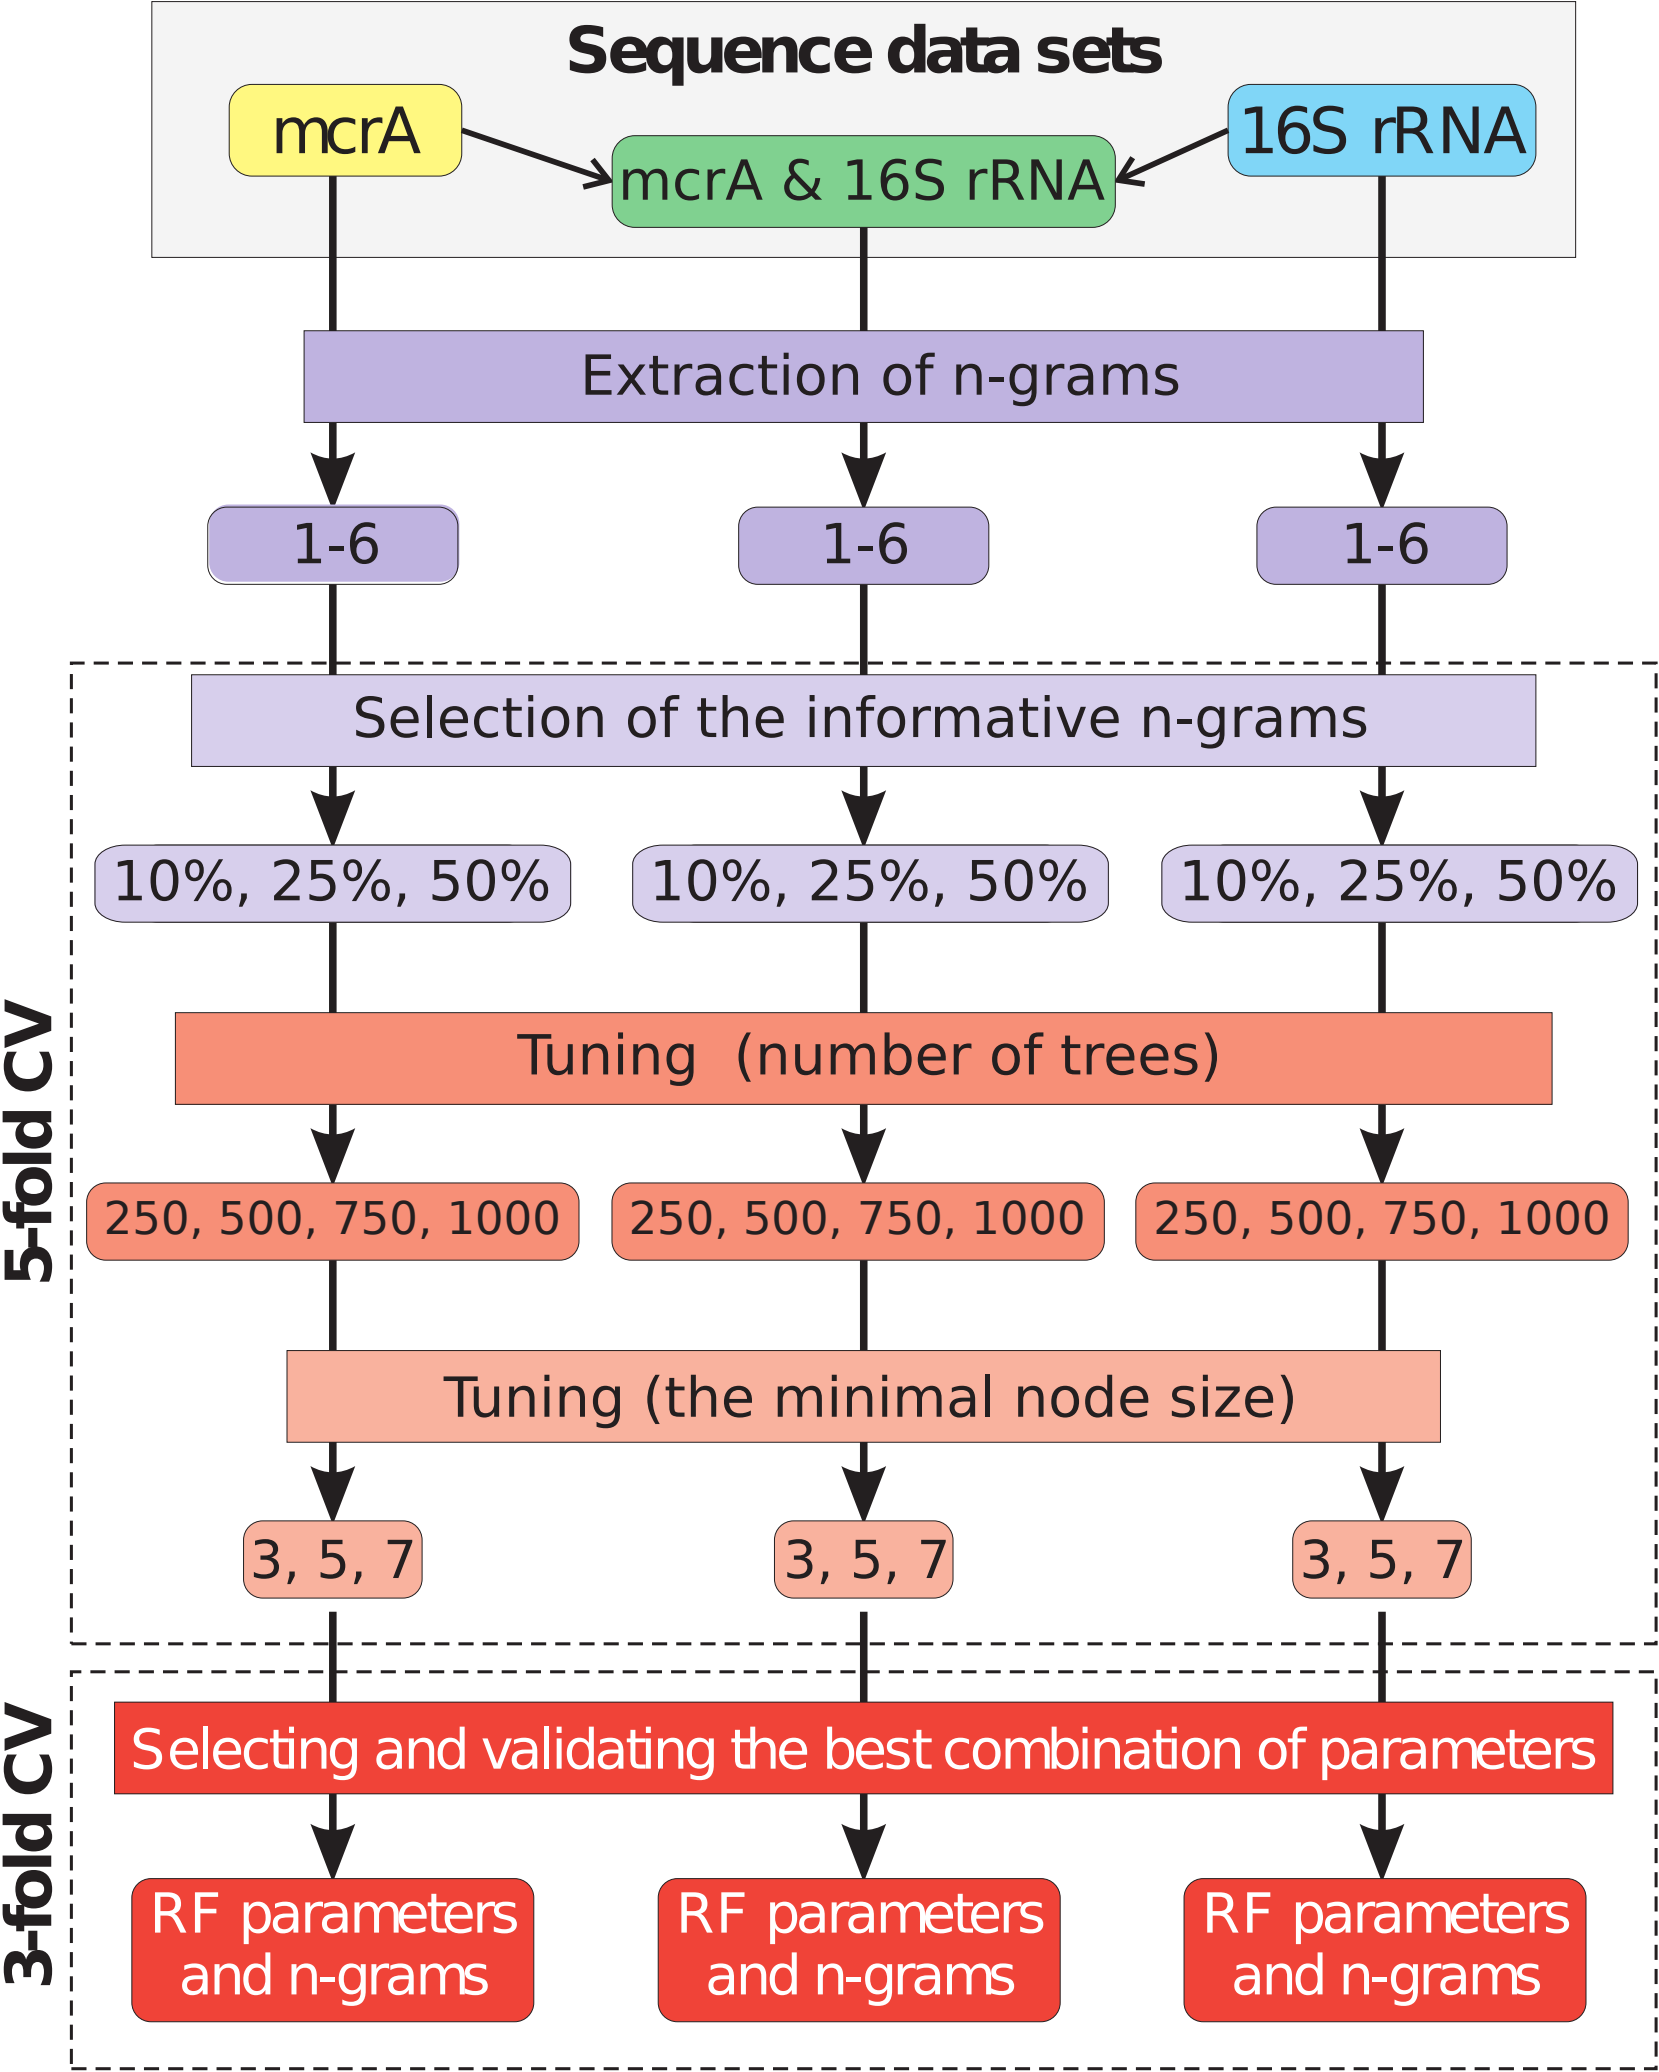 Sequence data sets
mcrA
16S rRNA
mcrA & 16S rRNA
Extraction of n-grams
1-6
1-6
1-6
5-fold CV
Selection of the informative n-grams
10%, 25%, 50%
10%, 25%, 50%
10%, 25%, 50%
Tuning (number of trees)
250, 500, 750, 1000
250, 500, 750, 1000
250, 500, 750, 1000
Tuning (the minimal node size)
3, 5, 7
3, 5, 7
3, 5, 7
3-fold CV
Selecting and validating the best combination of parameters
RF parameters
and n-grams
RF parameters
and n-grams
RF parameters
and n-grams